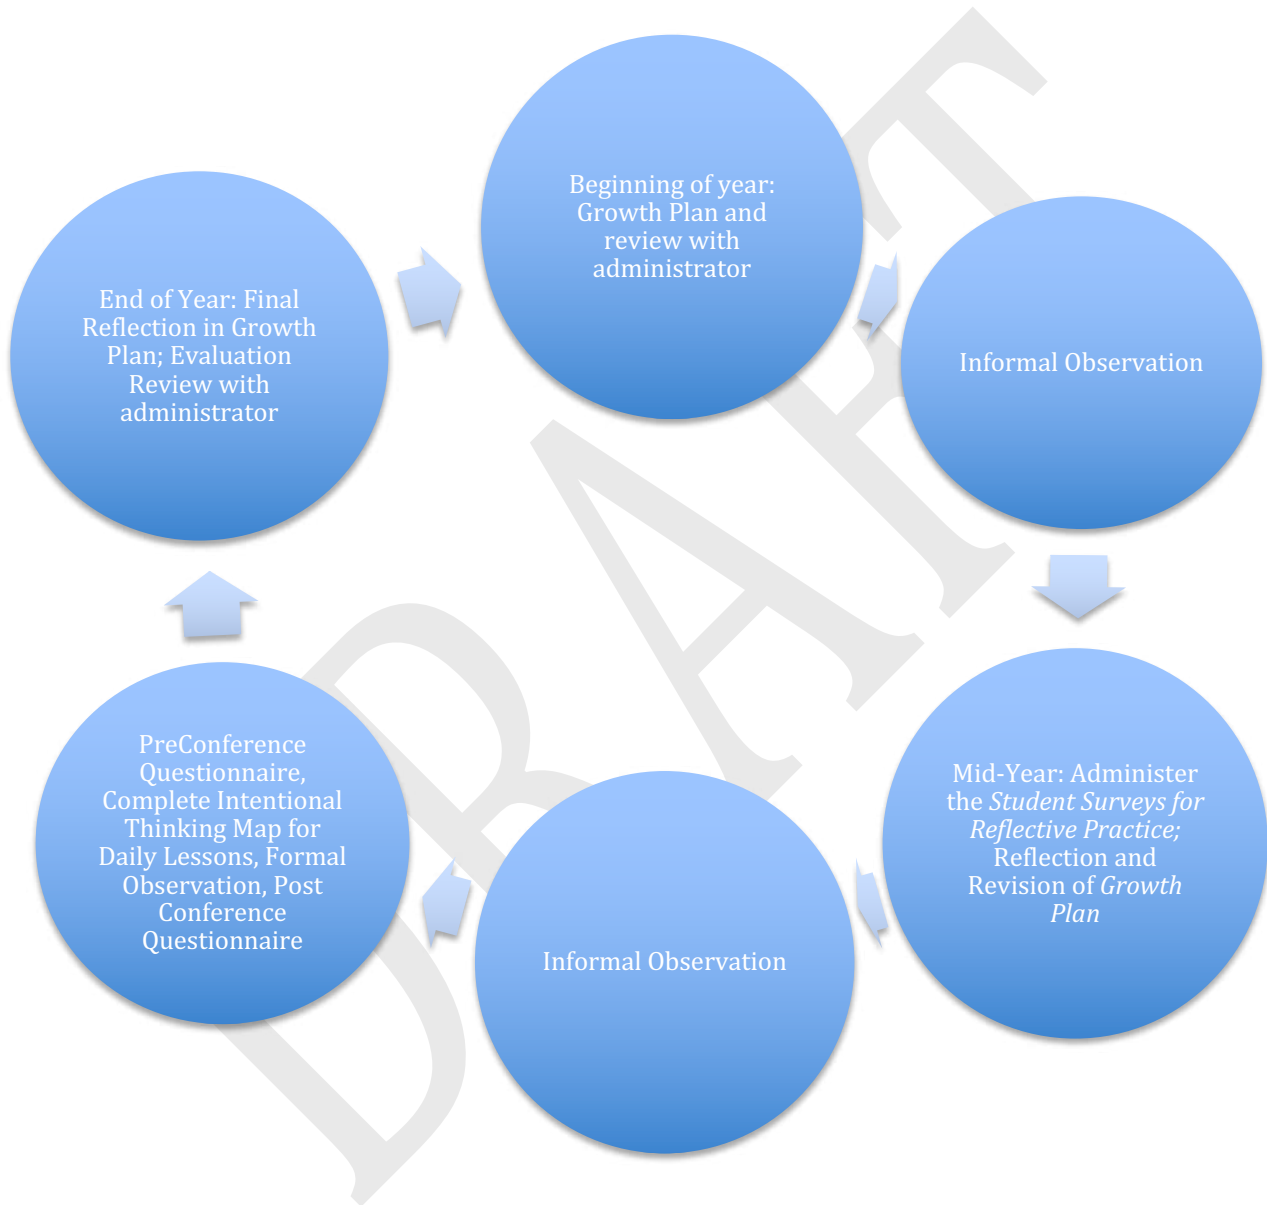 Beginning of year:
Growth Plan and
review with
administrator
Informal Observation
Mid-Year: Administer
the Student Surveys for
Reflective Practice;
Reflection and
Revision of Growth
Plan
Informal Observation
PreConference
Questionnaire,
Complete Intentional
Thinking Map for
Daily Lessons, Formal
Observation, Post
Conference
Questionnaire
End of Year: Final
Reflection in Growth
Plan; Evaluation
Review with
administrator
DRAFT